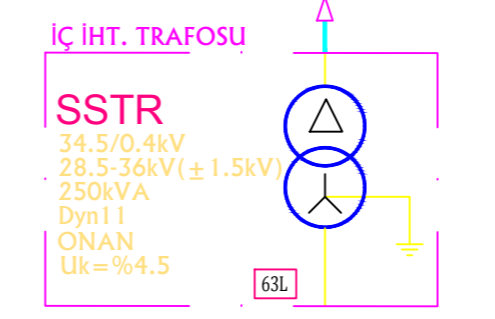 İÇ İHT. TRAFOSU
SSTR
34.5/0.4kV
28.5-36kV(±1.5kV)
250kVA
Dyn11
ONAN
Uk=%4.5
63L